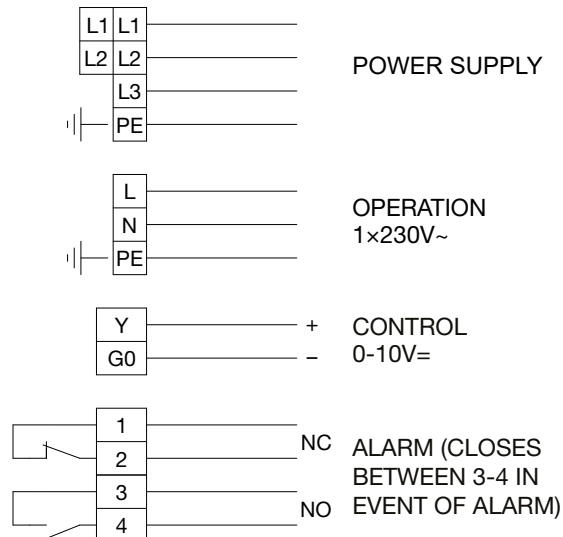 L1 L1
L2 L2
L3
PE
POWER SUPPLY
L
N
PE
OPERATION
1×230V~
Y +
G0 –
CONTROL
0-10V=
1
2
NC
3
4
NO
ALARM (CLOSES
BETWEEN 3-4 IN
EVENT OF ALARM)